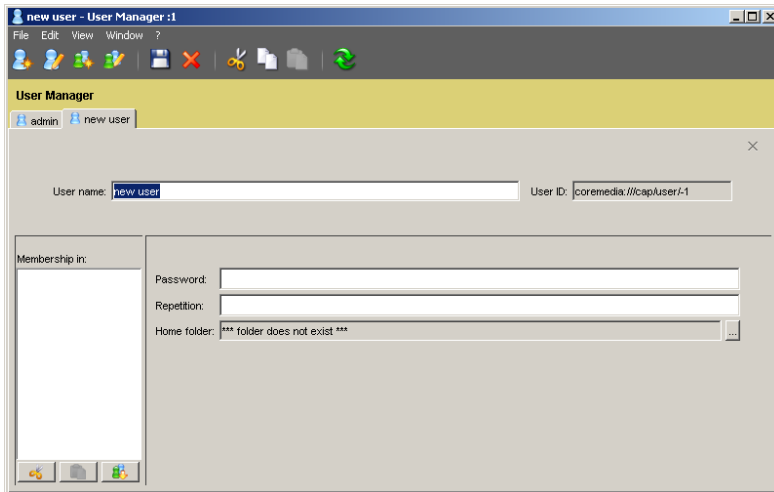 new user - User Manager :1
File Edit View Window ?
User Manager
admin new user
User name: new user User ID: coremedia:///cap/user/-1
Membership in:
Password:
Repetition:
Home folder: *** folder does not exist *** ...